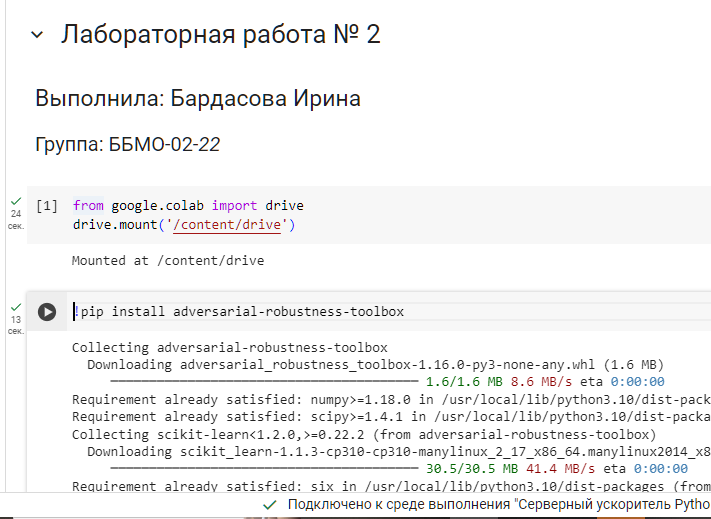 Лабораторная работа № 2
Выполнила: Бардасова Ирина
Группа: ББМО-02-22
24
сек.
[1] from google.colab import drive
drive.mount('/content/drive')
Mounted at /content/drive
13
сек.
!pip install adversarial-robustness-toolbox
Collecting adversarial-robustness-toolbox
Downloading adversarial_robustness_toolbox-1.16.0-py3-none-any.whl (1.6 MB)
1.6/1.6 MB 8.6 MB/s eta 0:00:00
Requirement already satisfied: numpy>=1.18.0 in /usr/local/lib/python3.10/dist-pack
Requirement already satisfied: scipy>=1.4.1 in /usr/local/lib/python3.10/dist-packa
Collecting scikit-learn<1.2.0,>=0.22.2 (from adversarial-robustness-toolbox)
Downloading scikit_learn-1.1.3-cp310-cp310-manylinux_2_17_x86_64.manylinux2014_x8
30.5/30.5 MB 41.4 MB/s eta 0:00:00
Requirement already satisfied: six in /usr/local/lib/python3.10/dist-packages (from
Подключено к среде выполнения "Серверный ускоритель Pytho